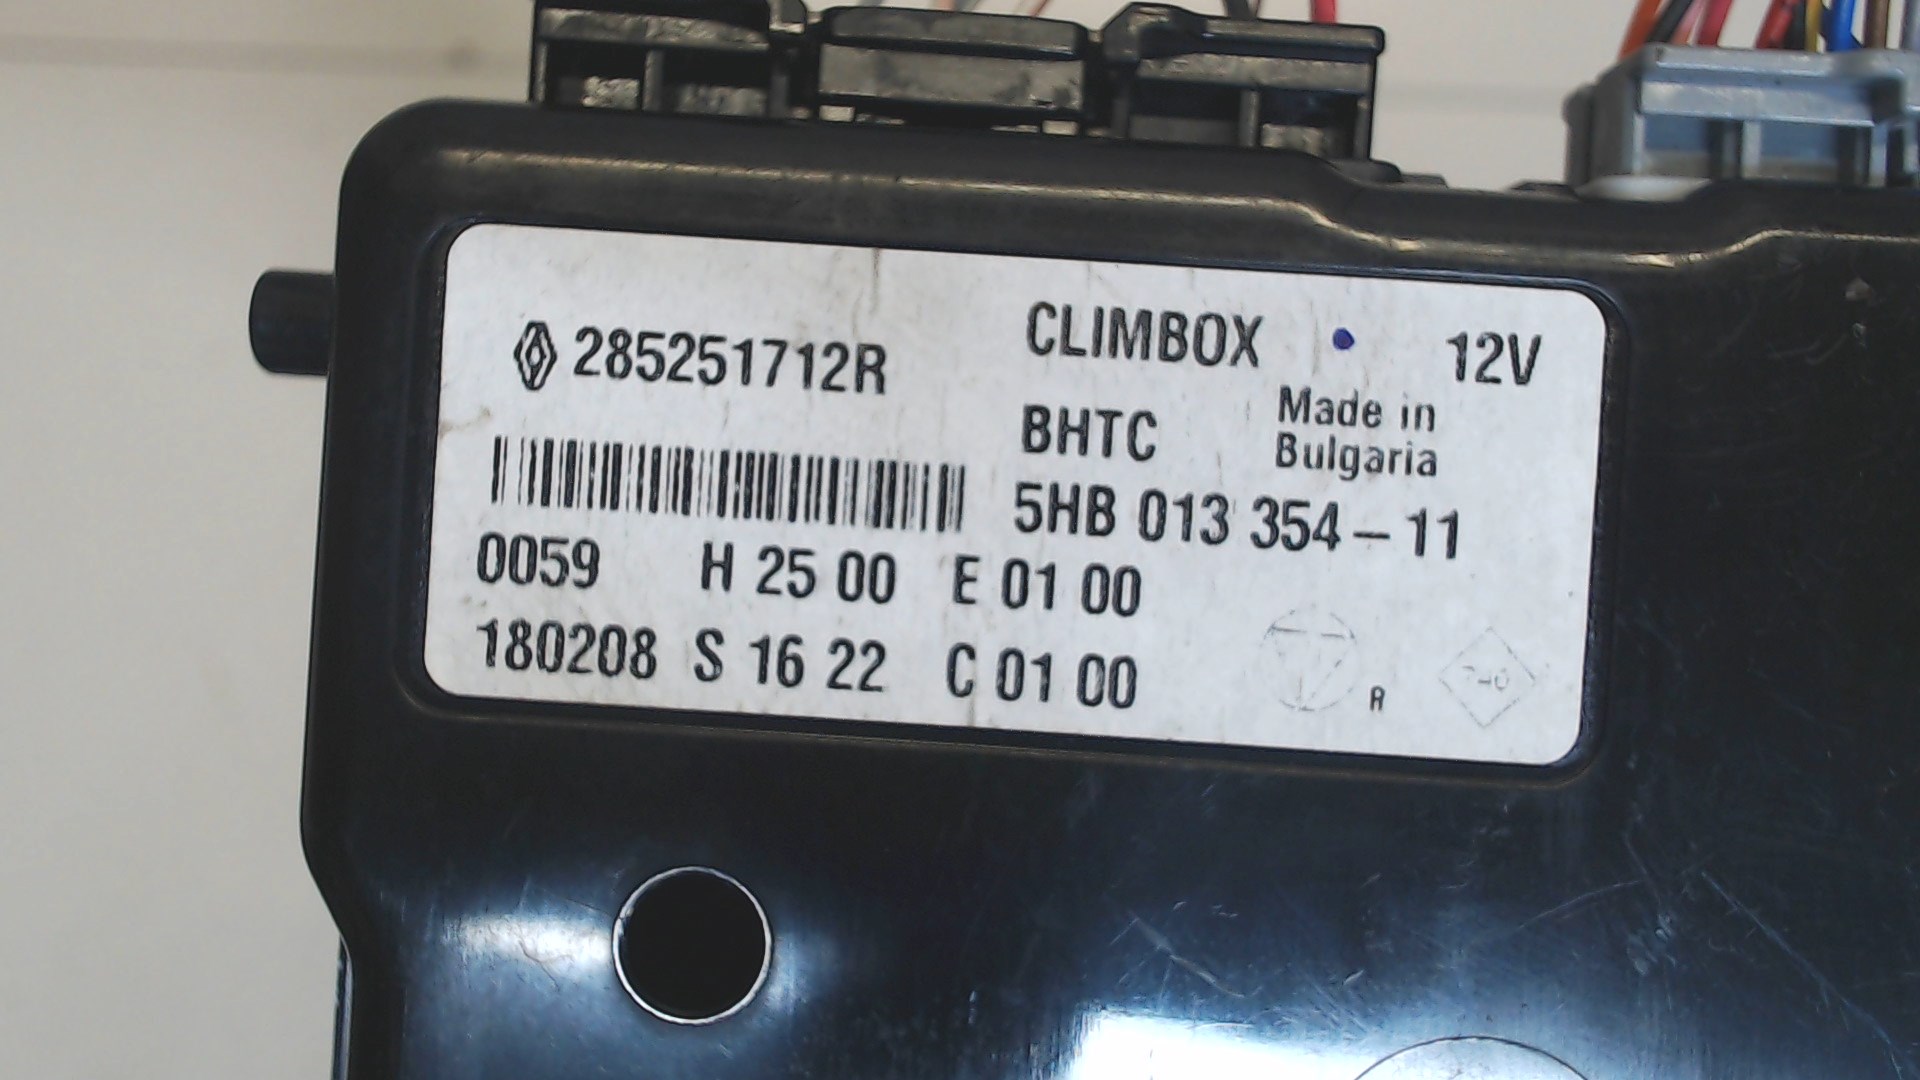 285251712R
CLIMBOX 12V
BHTC
Made in
Bulgaria
5HB 013 354-11
0059 H 25 00 E 01 00
180208 S 16 22 C 01 00
R